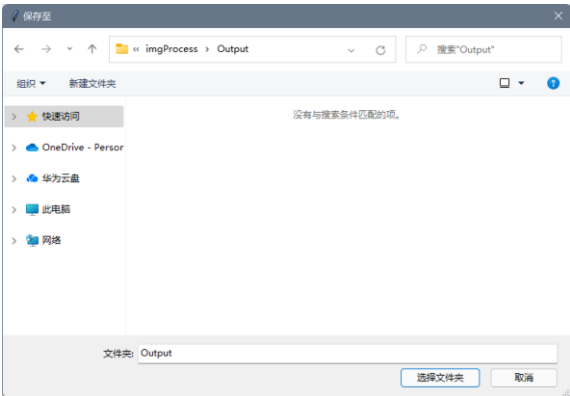 保存至
« imgProcess › Output
搜索"Output"
组织
新建文件夹
没有与搜索条件匹配的项。
快速访问
OneDrive - Person
华为云盘
此电脑
网络
文件夹: Output
选择文件夹
取消